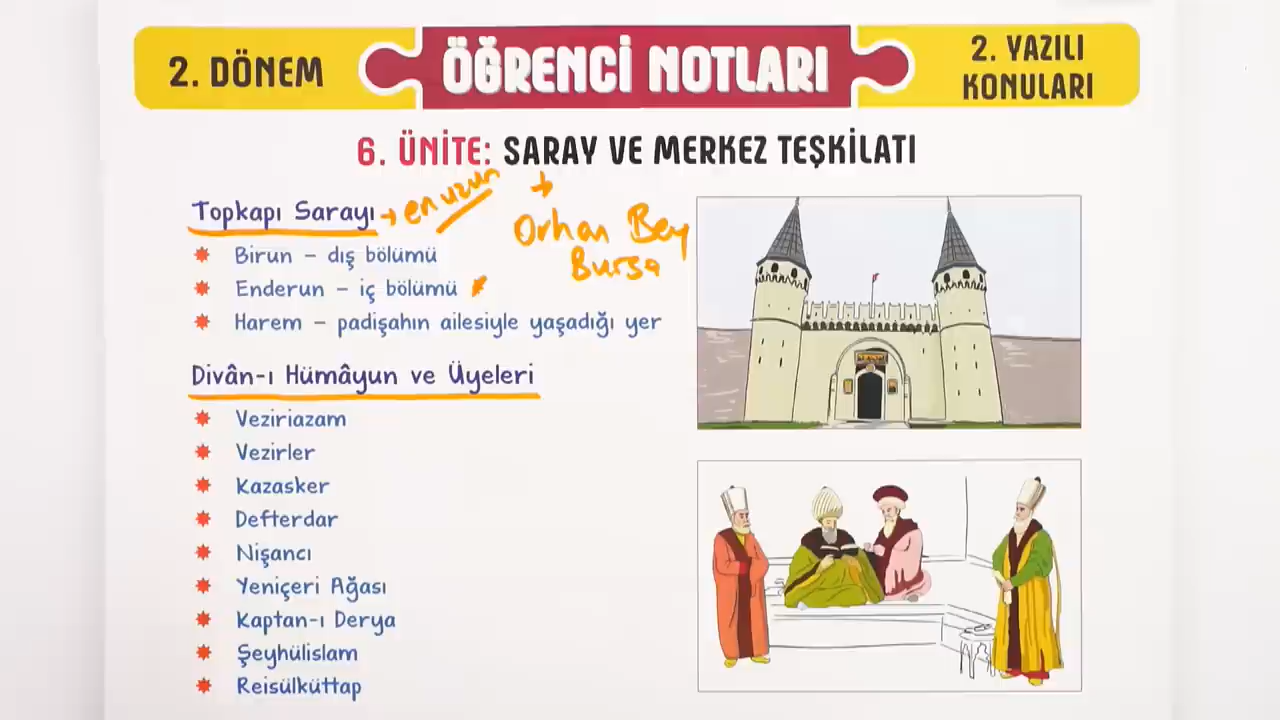 2. DÖNEM
ÖĞRENCİ NOTLARI
2. YAZILI
KONULARI
6. ÜNİTE: SARAY VE MERKEZ TEŞKİLATI
Topkapı Sarayı → en uzun
Orhan Bey
Bursa
Birun – dış bölümü
Enderun – iç bölümü
Harem – padişahın ailesiyle yaşadığı yer
Divân-ı Hümâyun ve Üyeleri
Veziriazam
Vezirler
Kazasker
Defterdar
Nişancı
Yeniçeri Ağası
Kaptan-ı Derya
Şeyhülislam
Reisülküttap